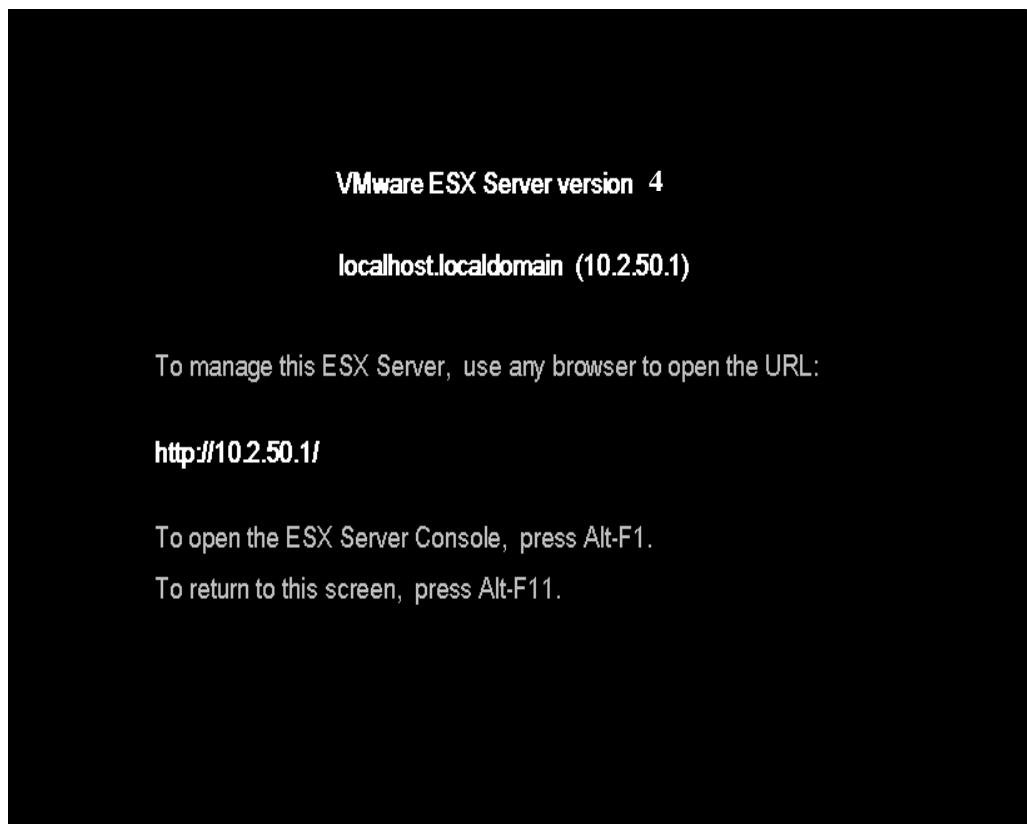 VMware ESX Server version 4
localhost.localdomain (10.2.50.1)
To manage this ESX Server, use any browser to open the URL:
http://10.2.50.1/
To open the ESX Server Console, press Alt-F1.
To return to this screen, press Alt-F11.